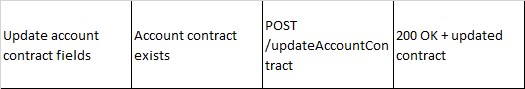 Update account
contract fields
Account contract
exists
POST
/updateAccountCon
tract
200 OK + updated
contract